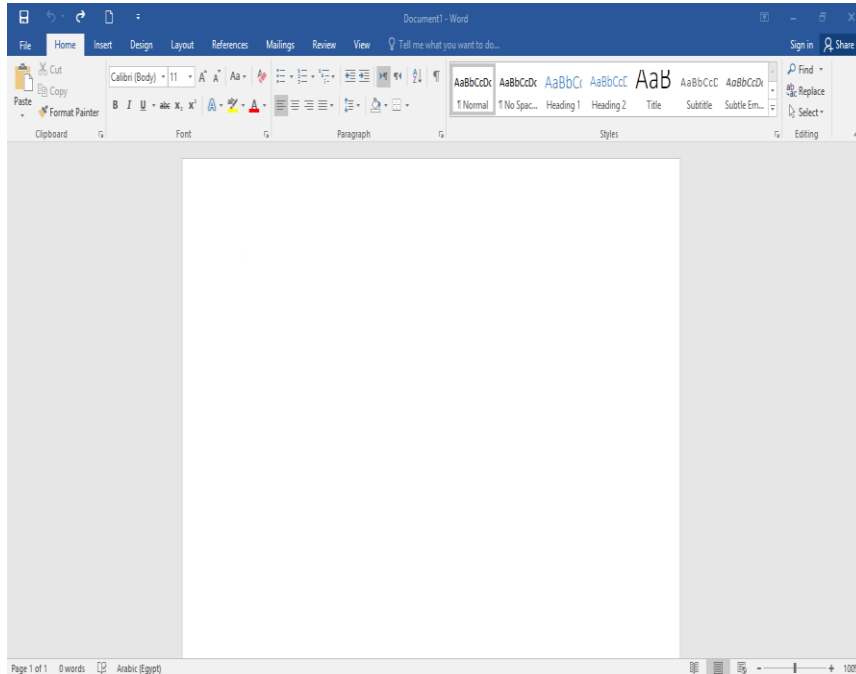 Document1 - Word
File Home Insert Design Layout References Mailings Review View Tell me what you want to do... Sign in Share
Paste Cut Copy Format Painter
Calibri (Body) 11 A A Aa
B I U abc X₂ X² A ab A
AaBbCcDc AaBbCcDc AaBbCc AaBbCcC AaB AaBbCcD AaBbCcDc
¶ Normal ¶ No Spac... Heading 1 Heading 2 Title Subtitle Subtle Em...
Find Replace Select
Clipboard Font Paragraph Styles Editing
Page 1 of 1 0 words Arabic (Egypt) 100%